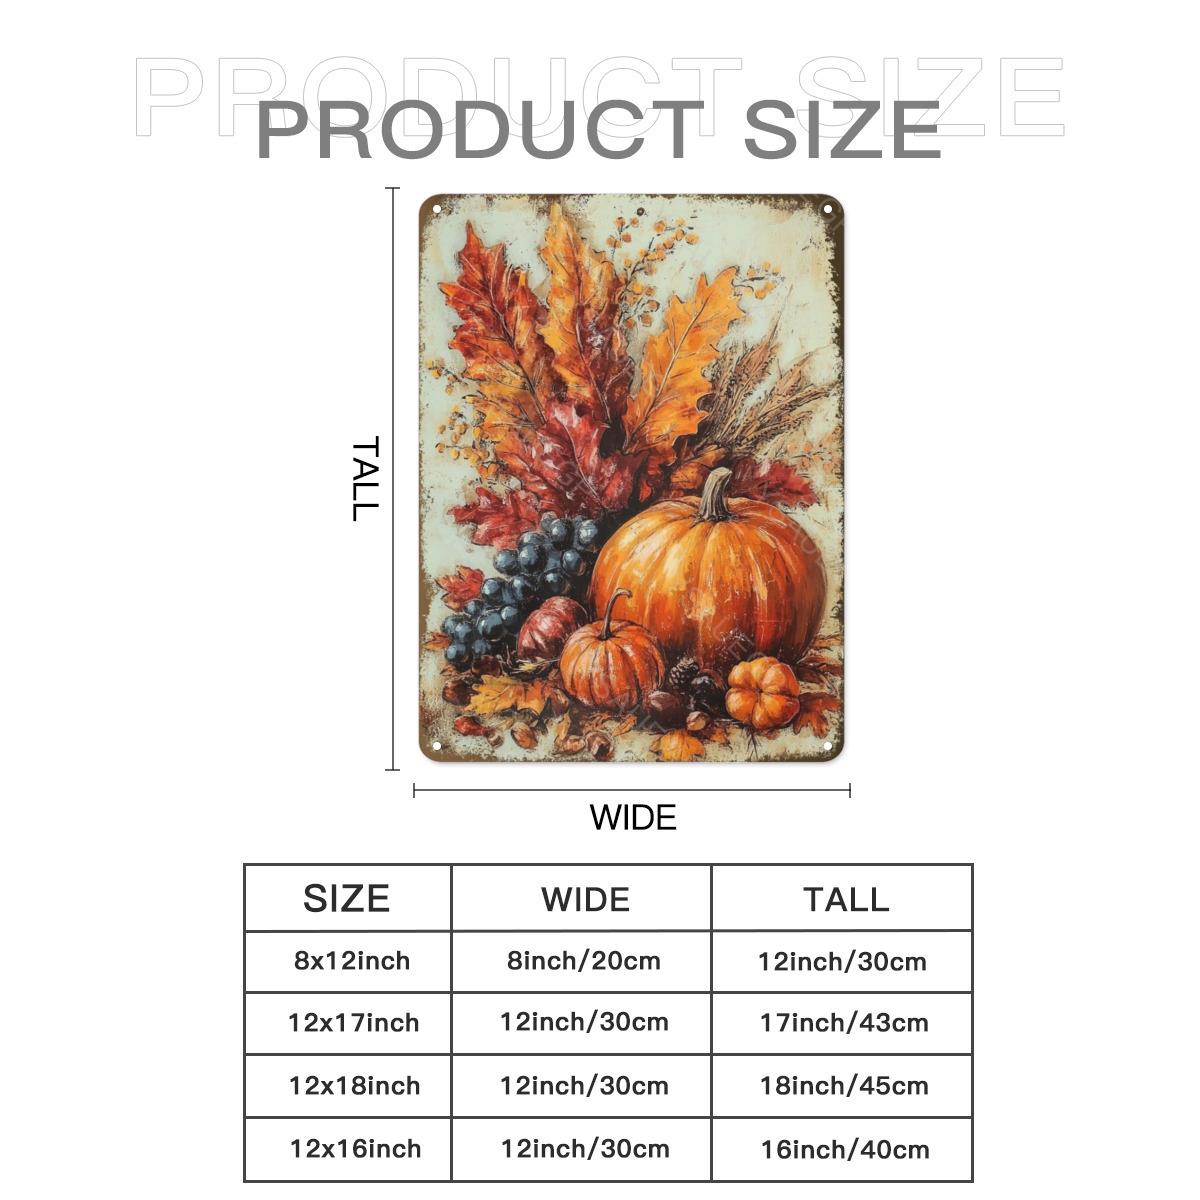 PRODUCT SIZE
PRODUCT SIZE
TALL
WIDE
SIZE WIDE TALL
8x12inch 8inch/20cm 12inch/30cm
12x17inch 12inch/30cm 17inch/43cm
12x18inch 12inch/30cm 18inch/45cm
12x16inch 12inch/30cm 16inch/40cm